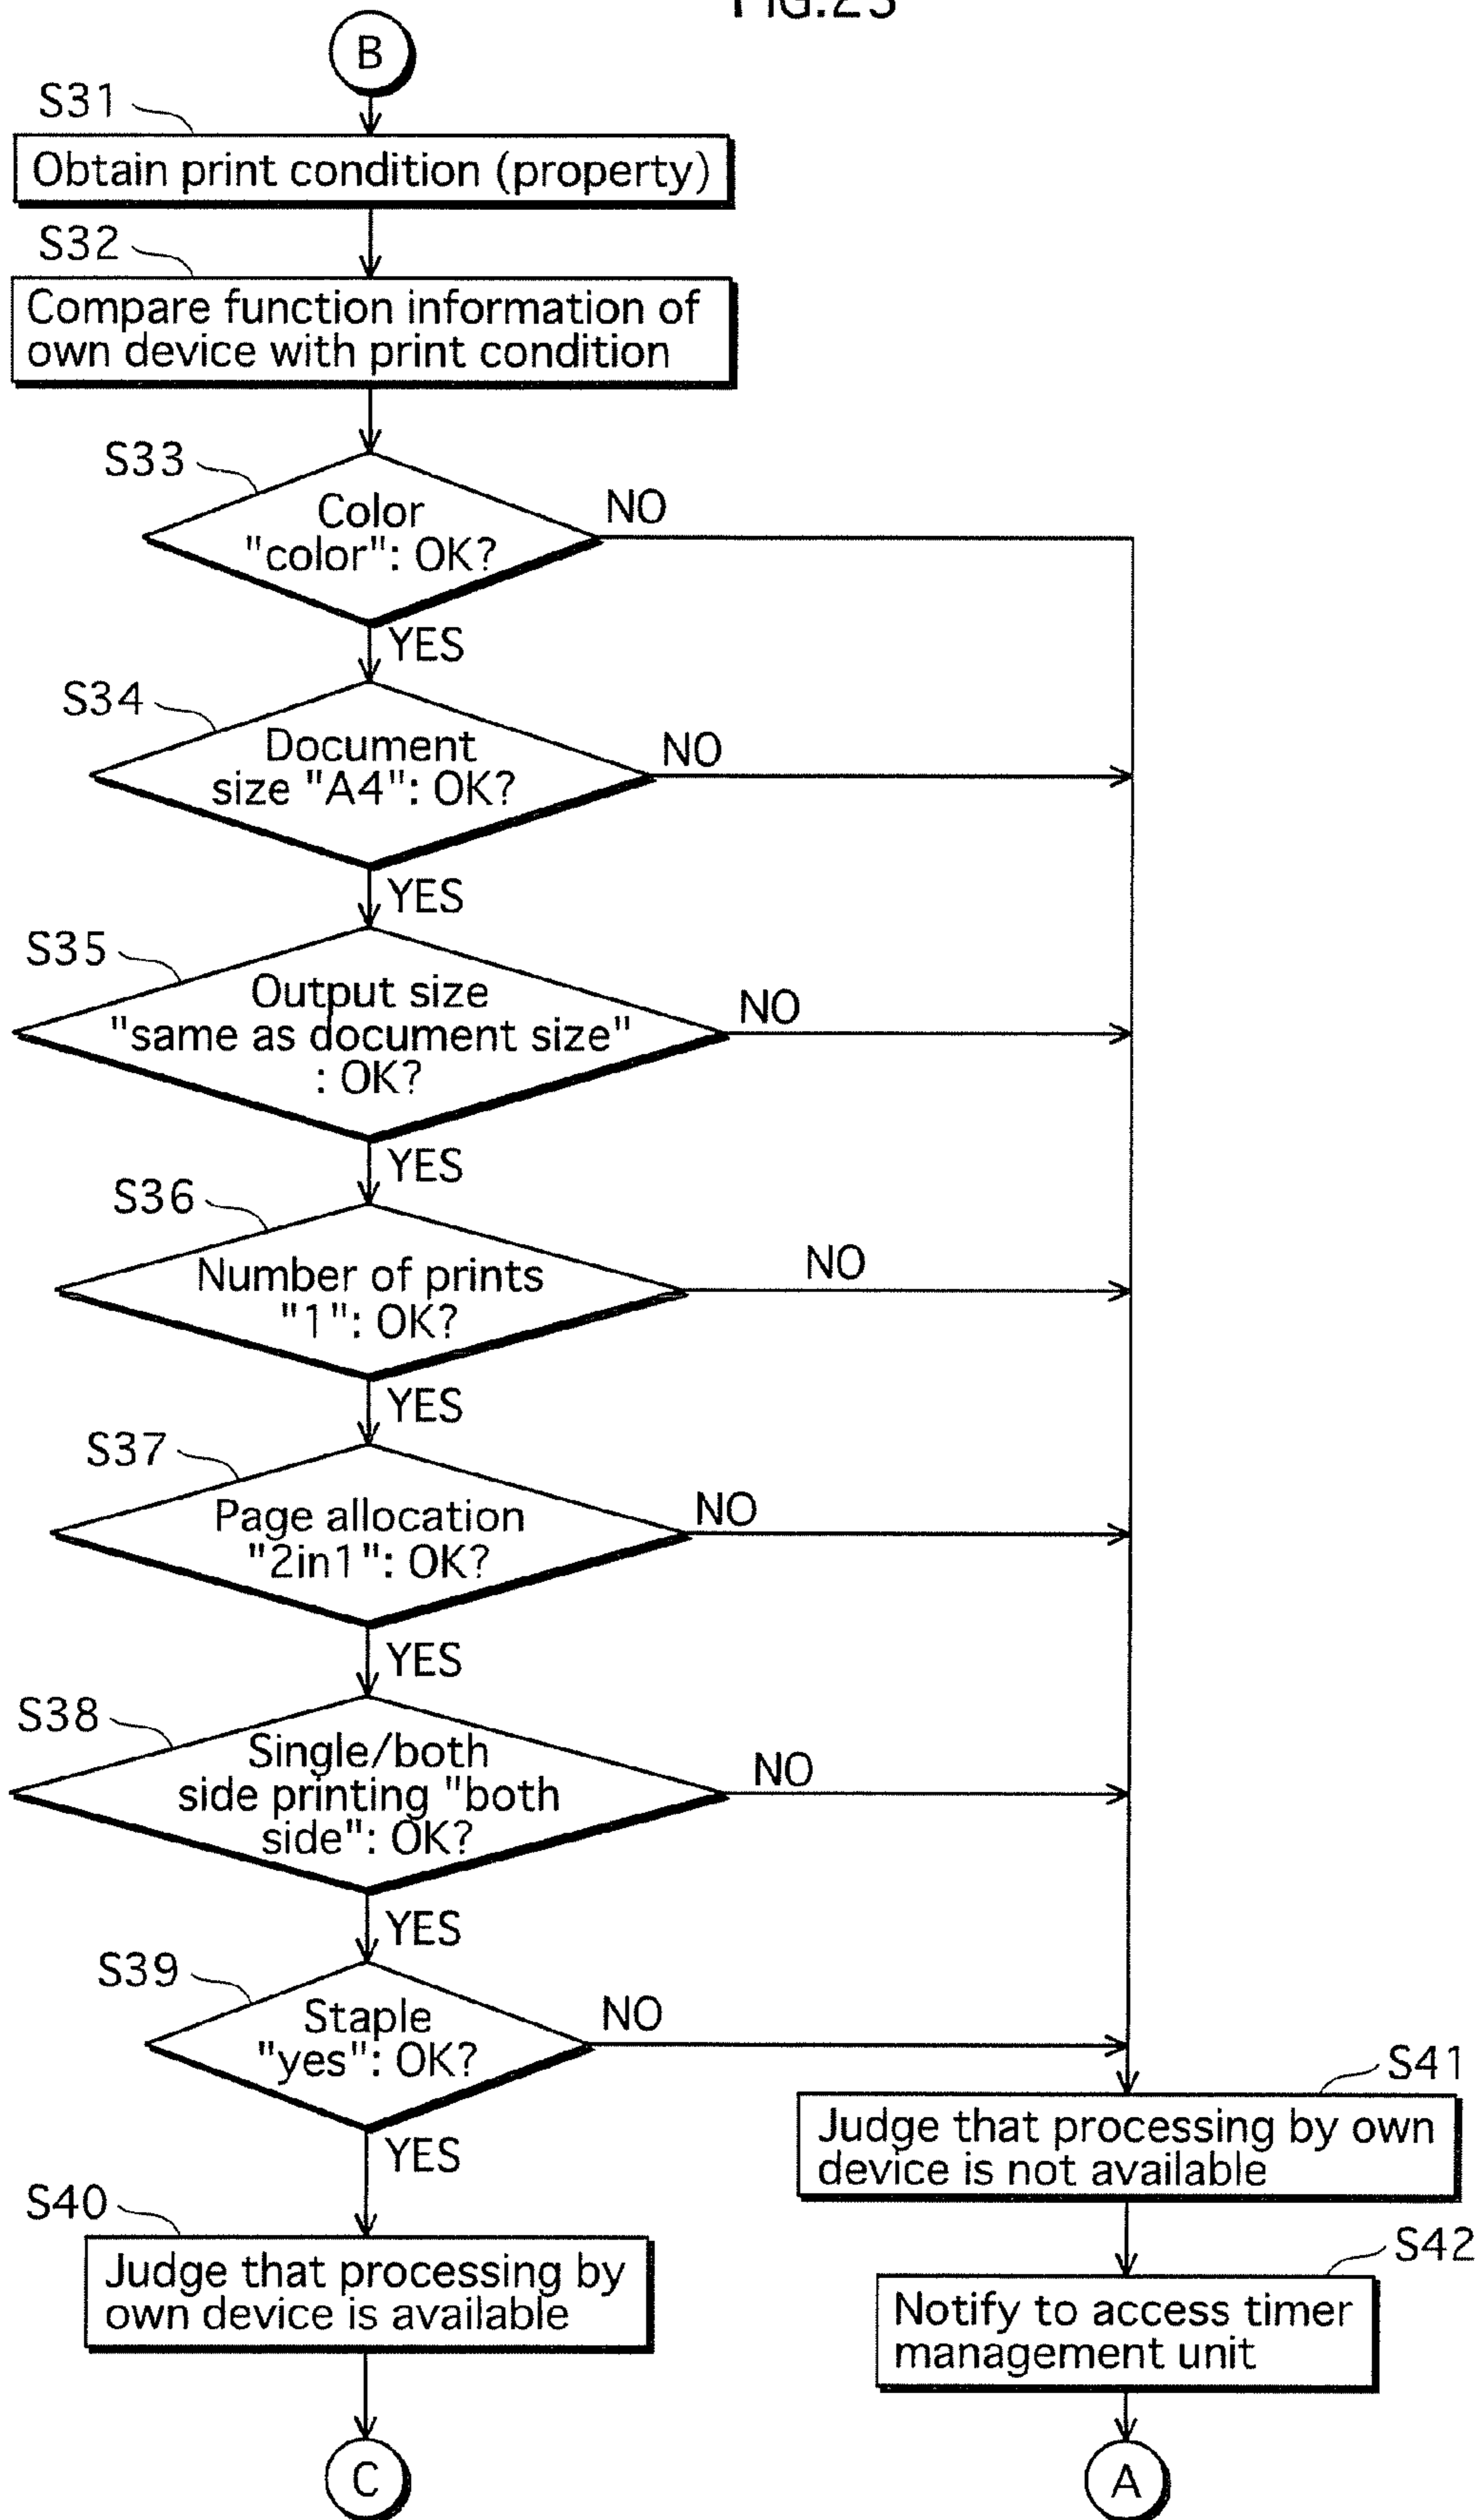 FIG.23
B
S31
Obtain print condition (property)
S32
Compare function information of
own device with print condition
S33
Color
"color": OK?
NO
YES
S34
Document
size "A4": OK?
NO
YES
S35
Output size
"same as document size"
: OK?
NO
YES
S36
Number of prints
"1": OK?
NO
YES
S37
Page allocation
"2in1": OK?
NO
YES
S38
Single/both
side printing "both
side": OK?
NO
YES
S39
Staple
"yes": OK?
NO
YES
S40
Judge that processing by
own device is available
C
S41
Judge that processing by own
device is not available
S42
Notify to access timer
management unit
A